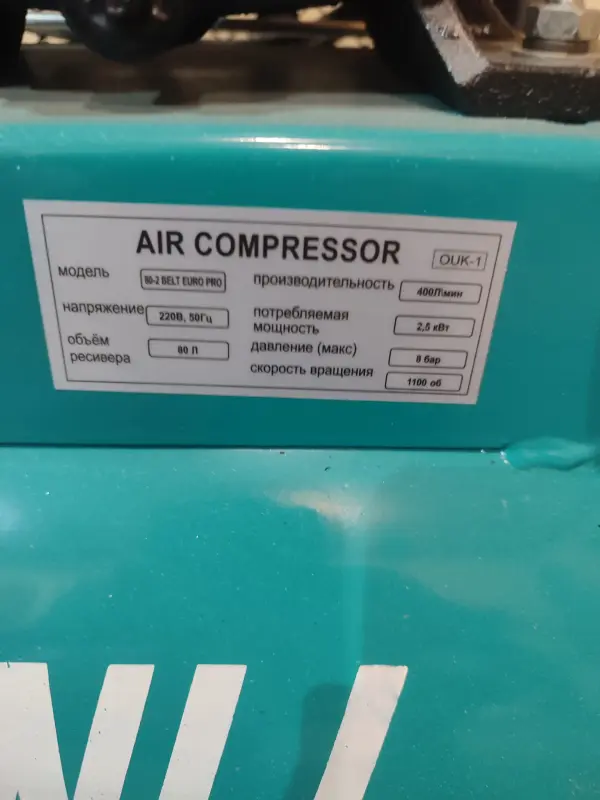 AIR COMPRESSOR
OUK-1
модель 80-2 BELT EURO PRO
напряжение 220В, 50Гц
объём
ресивера 80 Л
производительность 400Л\мин
потребляемая
мощность 2,5 кВт
давление (макс) 8 бар
скорость вращения 1100 об